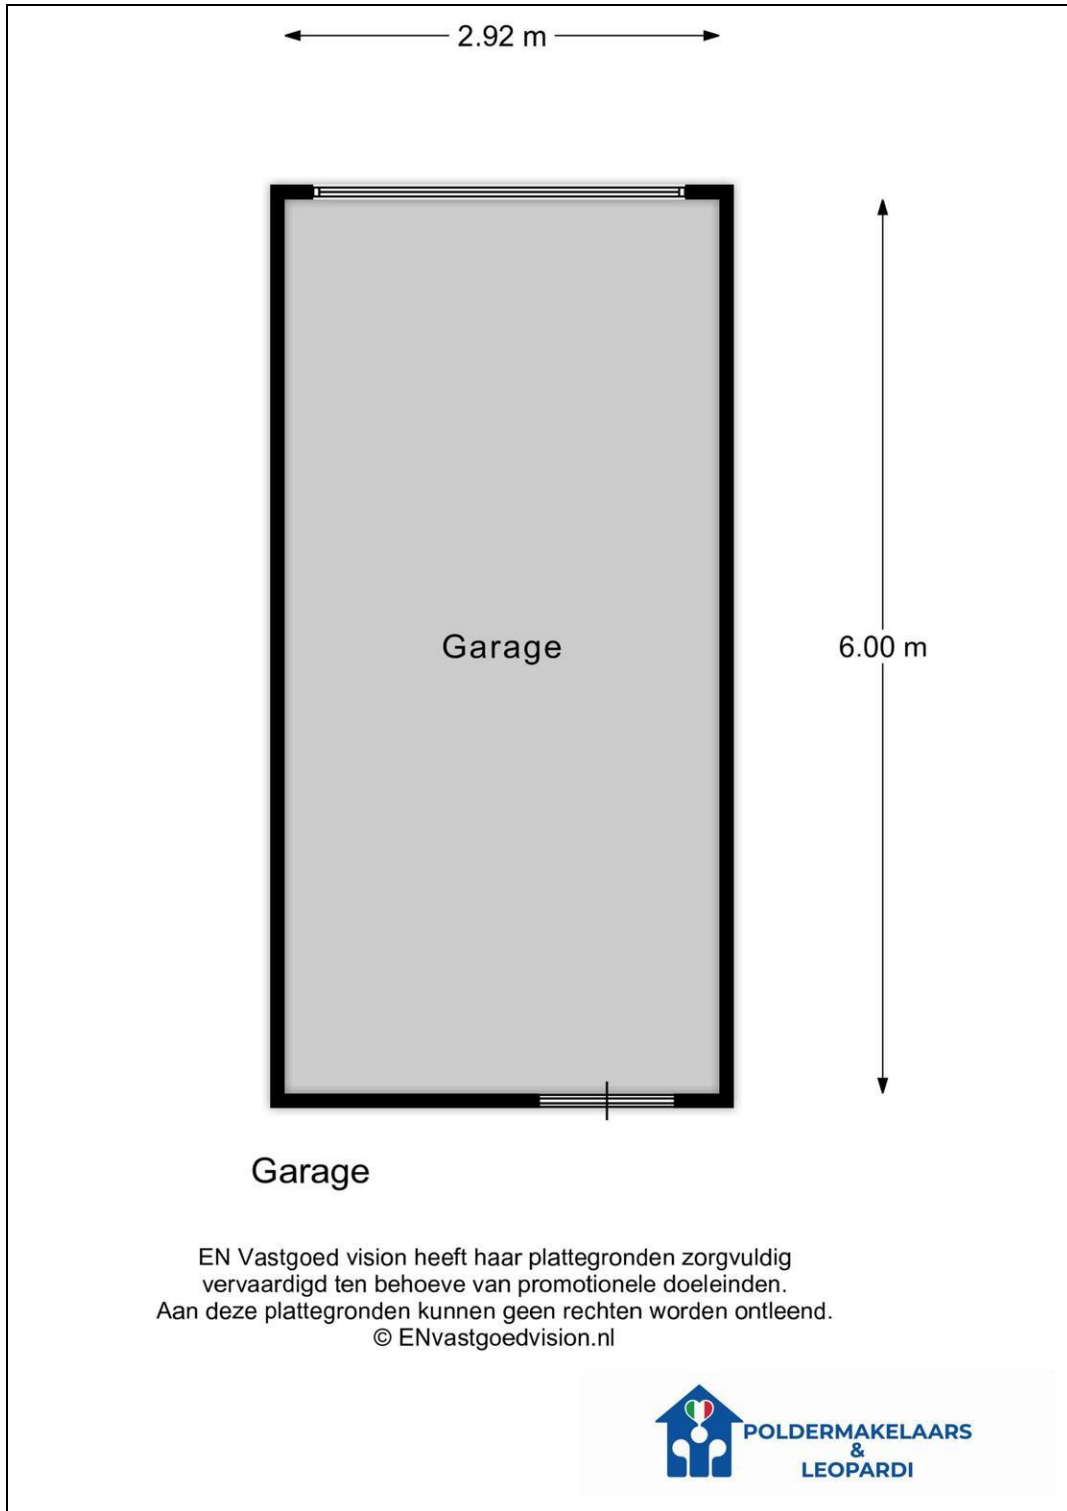 2.92 m
Garage
6.00 m
Garage
EN Vastgoed vision heeft haar plattegronden zorgvuldig
vervaardigd ten behoeve van promotionele doeleinden.
Aan deze plattegronden kunnen geen rechten worden ontleend.
© ENvastgoedvision.nl
POLDERMAKELAARS
&
LEOPARDI